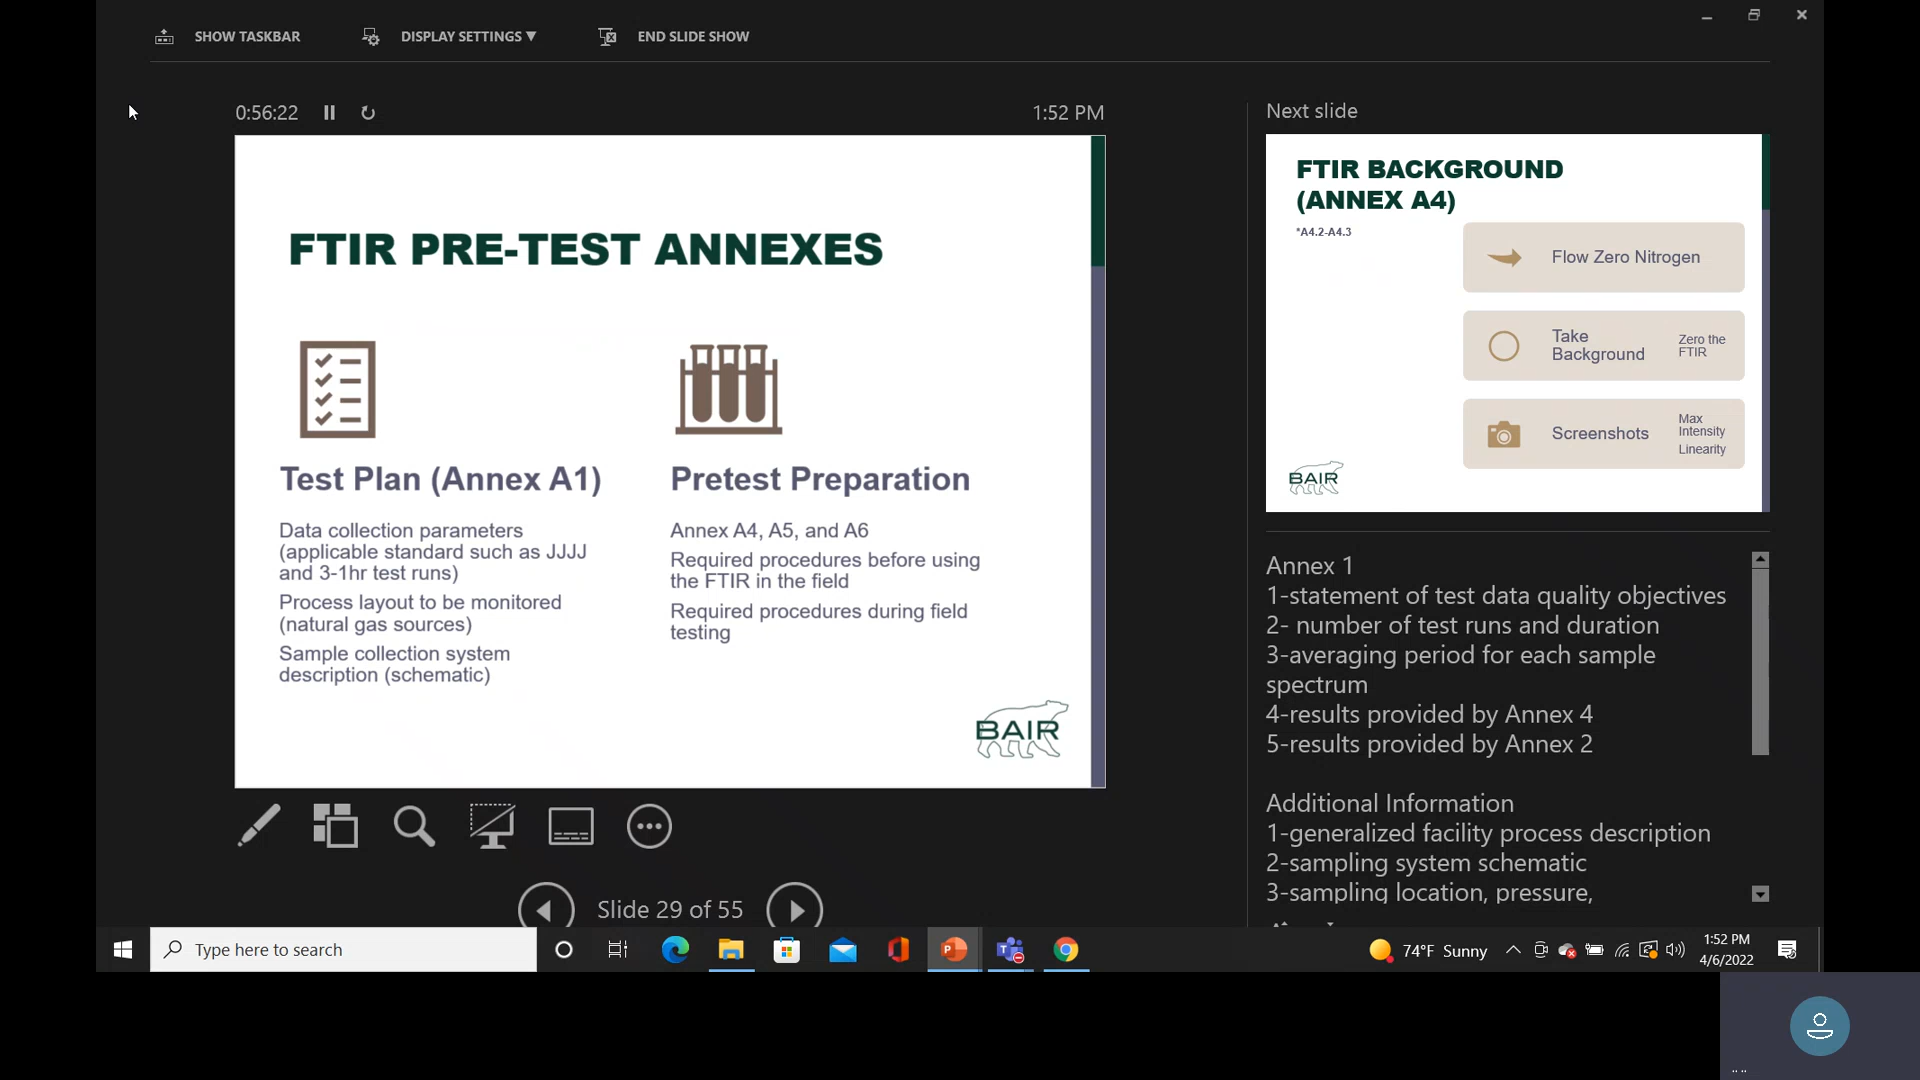 SHOW TASKBAR
DISPLAY SETTINGS ▼
END SLIDE SHOW
0:56:22
1:52 PM
FTIR PRE-TEST ANNEXES
Test Plan (Annex A1)
Data collection parameters
(applicable standard such as JJJJ
and 3-1hr test runs)
Process layout to be monitored
(natural gas sources)
Sample collection system
description (schematic)
Pretest Preparation
Annex A4, A5, and A6
Required procedures before using
the FTIR in the field
Required procedures during field
testing
BAIR
Slide 29 of 55
Next slide
FTIR BACKGROUND
(ANNEX A4)
*A4.2-A4.3
Flow Zero Nitrogen
Take
Background
Zero the
FTIR
Screenshots
Max
Intensity
Linearity
BAIR
Annex 1
1-statement of test data quality objectives
2- number of test runs and duration
3-averaging period for each sample
spectrum
4-results provided by Annex 4
5-results provided by Annex 2
Additional Information
1-generalized facility process description
2-sampling system schematic
3-sampling location, pressure,
Type here to search
74°F Sunny
1:52 PM
4/6/2022